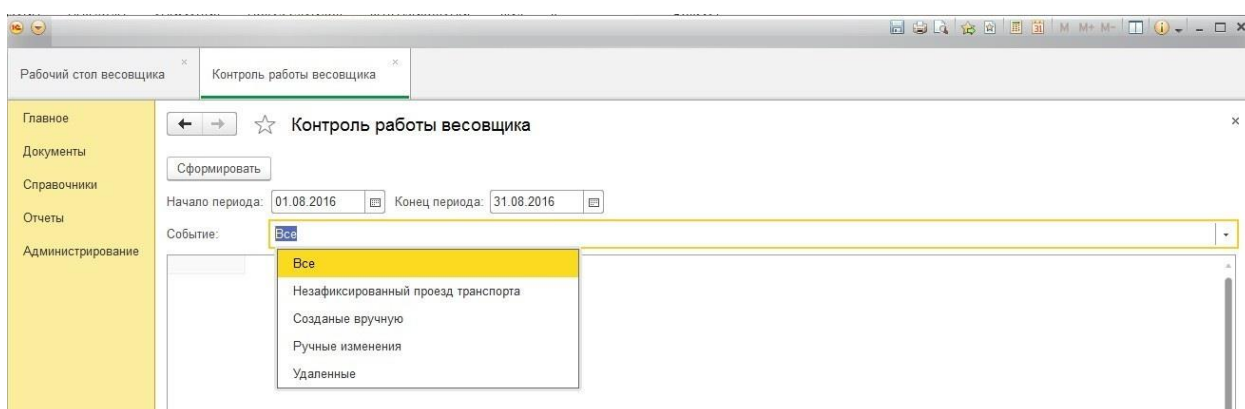 M M+ M-
Рабочий стол весовщика
Контроль работы весовщика
Главное
Документы
Справочники
Отчеты
Администрирование
Контроль работы весовщика
Сформировать
Начало периода: 01.08.2016 Конец периода: 31.08.2016
Событие: Все
Все
Незафиксированный проезд транспорта
Созданые вручную
Ручные изменения
Удаленные